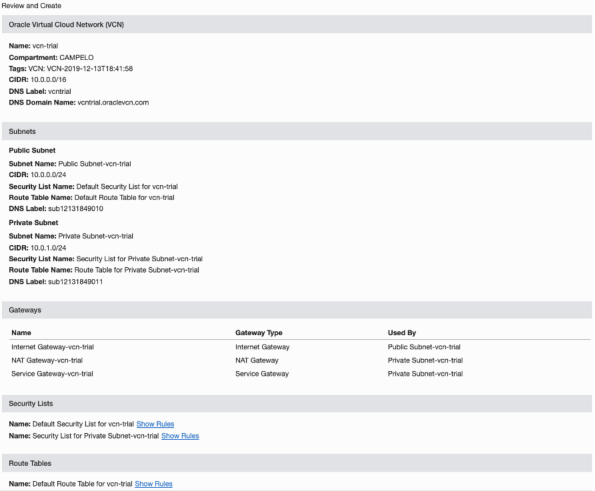 Review and Create
Oracle Virtual Cloud Network (VCN)
Name: vcn-trial
Compartment: CAMPELO
Tags: VCN: VCN-2019-12-13T18:41:58
CIDR: 10.0.0.0/16
DNS Label: vcntrial
DNS Domain Name: vcntrial.oraclevcn.com
Subnets
Public Subnet
Subnet Name: Public Subnet-vcn-trial
CIDR: 10.0.0.0/24
Security List Name: Default Security List for vcn-trial
Route Table Name: Default Route Table for vcn-trial
DNS Label: sub12131849010
Private Subnet
Subnet Name: Private Subnet-vcn-trial
CIDR: 10.0.1.0/24
Security List Name: Security List for Private Subnet-vcn-trial
Route Table Name: Route Table for Private Subnet-vcn-trial
DNS Label: sub12131849011
Gateways
Name Gateway Type Used By
Internet Gateway-vcn-trial Internet Gateway Public Subnet-vcn-trial
NAT Gateway-vcn-trial NAT Gateway Private Subnet-vcn-trial
Service Gateway-vcn-trial Service Gateway Private Subnet-vcn-trial
Security Lists
Name: Default Security List for vcn-trial Show Rules
Name: Security List for Private Subnet-vcn-trial Show Rules
Route Tables
Name: Default Route Table for vcn-trial Show Rules